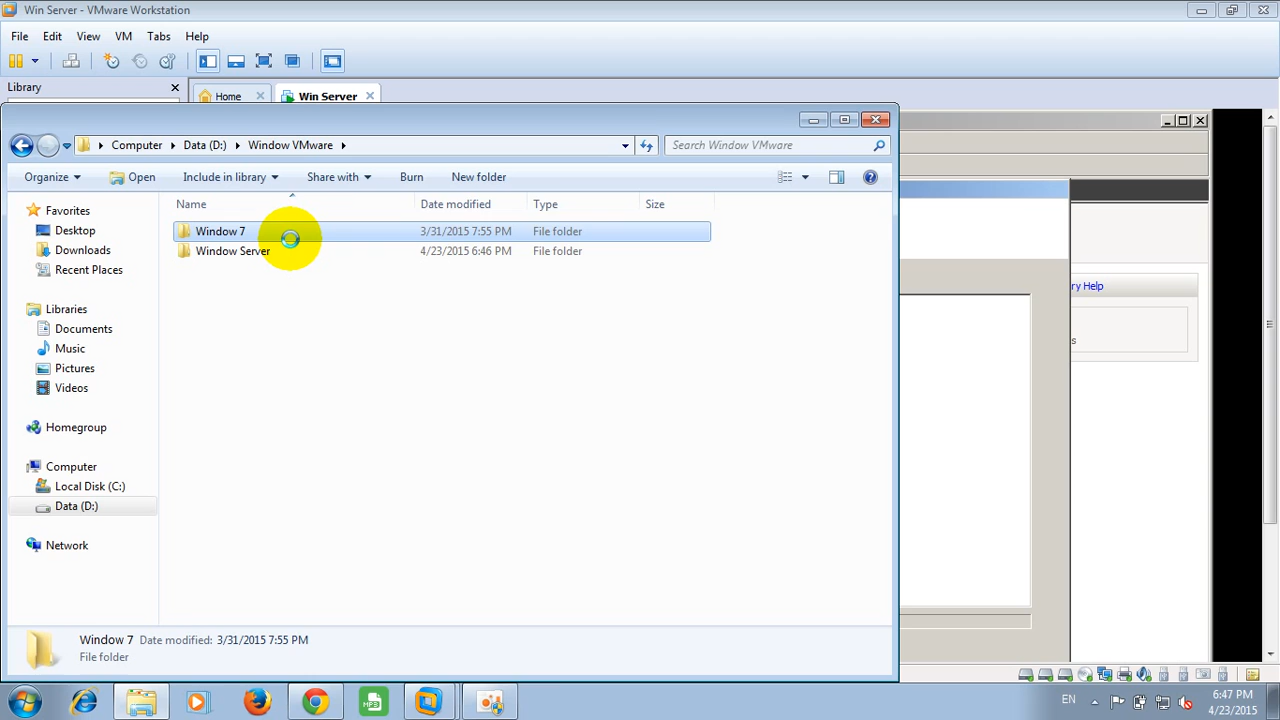 Win Server - VMware Workstation
File Edit View VM Tabs Help
Library
Home Win Server
Computer Data (D:) Window VMware
Search Window VMware
Organize Open Include in library Share with Burn New folder
Name Date modified Type Size
Window 7 3/31/2015 7:55 PM File folder
Window Server 4/23/2015 6:46 PM File folder
Favorites
Desktop
Downloads
Recent Places
Libraries
Documents
Music
Pictures
Videos
Homegroup
Computer
Local Disk (C:)
Data (D:)
Network
ry Help
s
Window 7 Date modified: 3/31/2015 7:55 PM
File folder
MP3
EN
6:47 PM
4/23/2015